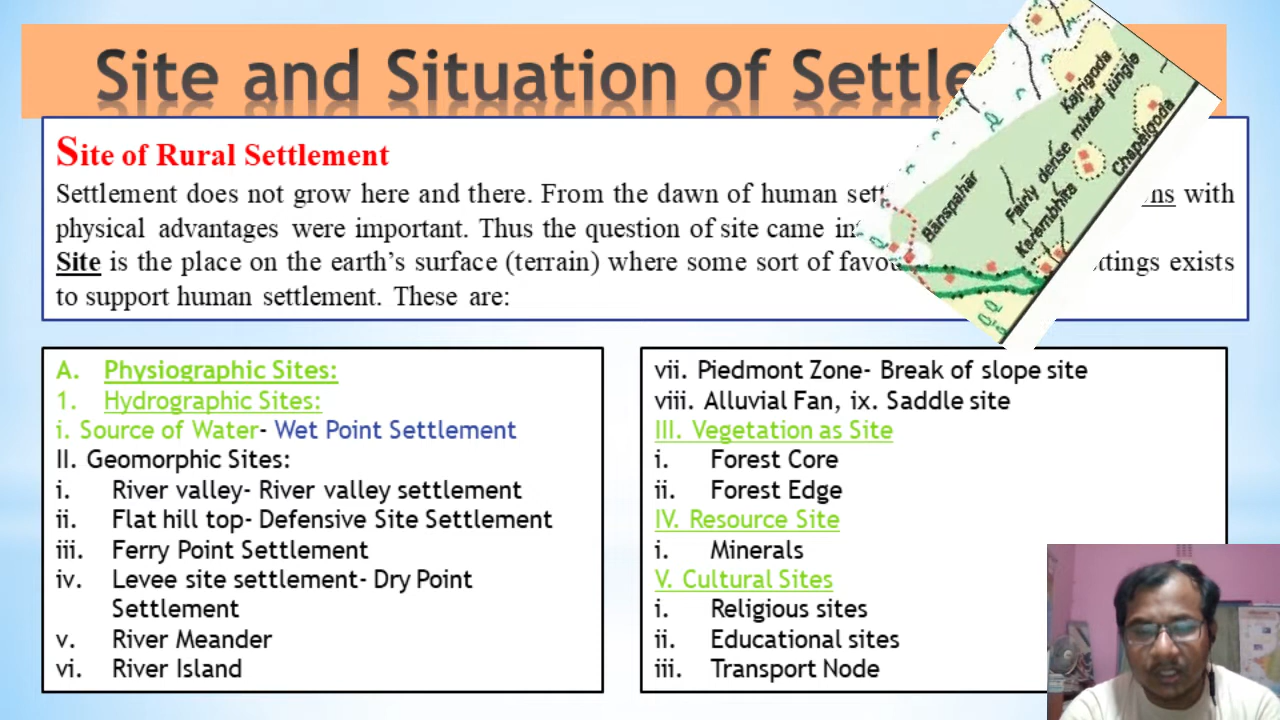 Site and Situation of Settle
Site of Rural Settlement
Settlement does not grow here and there. From the dawn of human sett with
physical advantages were important. Thus the question of site came in
Site is the place on the earth's surface (terrain) where some sort of favou exists
to support human settlement. These are:
Kajrigoda
Fairly dense mixed jungle
Chapalgoda
Bānspahār
Karambhita
A. Physiographic Sites:
1. Hydrographic Sites:
i. Source of Water- Wet Point Settlement
II. Geomorphic Sites:
i. River valley- River valley settlement
ii. Flat hill top- Defensive Site Settlement
iii. Ferry Point Settlement
iv. Levee site settlement- Dry Point
Settlement
v. River Meander
vi. River Island
vii. Piedmont Zone- Break of slope site
viii. Alluvial Fan, ix. Saddle site
III. Vegetation as Site
i. Forest Core
ii. Forest Edge
IV. Resource Site
i. Minerals
V. Cultural Sites
i. Religious sites
ii. Educational sites
iii. Transport Node